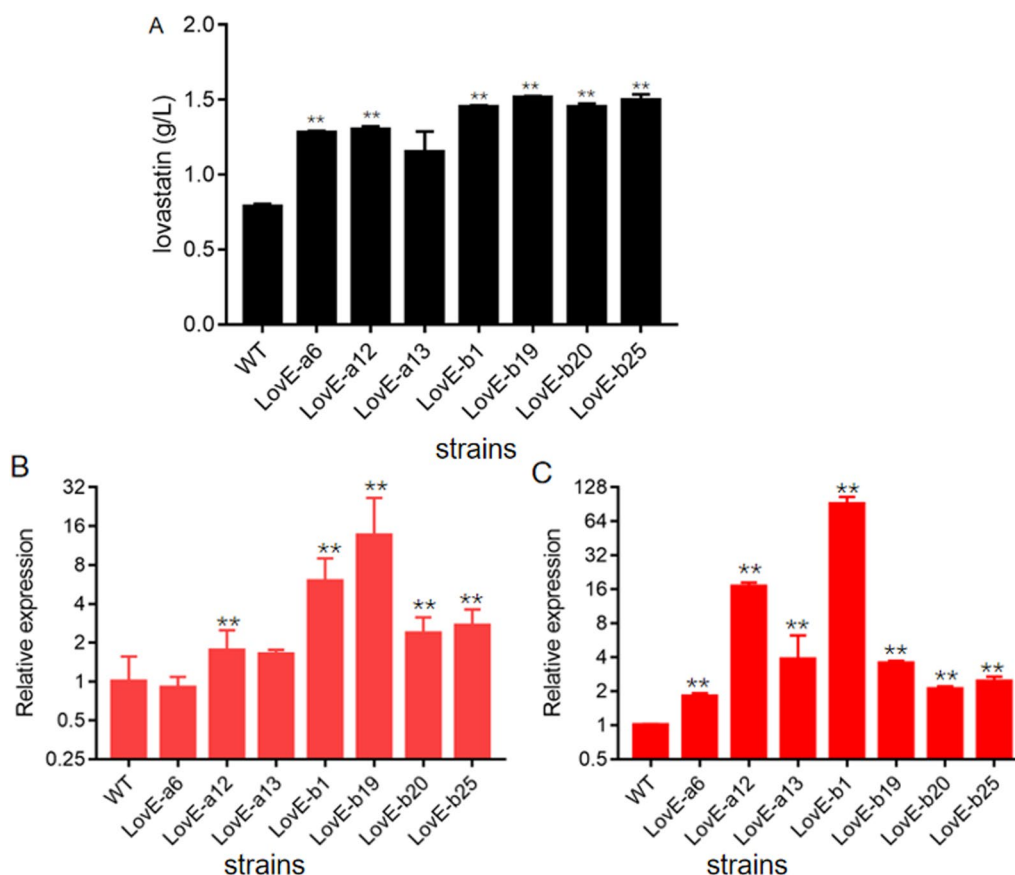 A
lovastatin (g/L)
2.0
1.5
1.0
0.5
0.0
** ** ** ** ** **
WT LovE-a6 LovE-a12 LovE-a13 LovE-b1 LovE-b19 LovE-b20 LovE-b25
strains
B
Relative expression
32
16
8
4
2
1
0.5
0.25
** ** ** ** **
WT LovE-a6 LovE-a12 LovE-a13 LovE-b1 LovE-b19 LovE-b20 LovE-b25
strains
C
Relative expression
128
64
32
16
8
4
2
1
0.5
** ** ** ** ** ** **
WT LovE-a6 LovE-a12 LovE-a13 LovE-b1 LovE-b19 LovE-b20 LovE-b25
strains